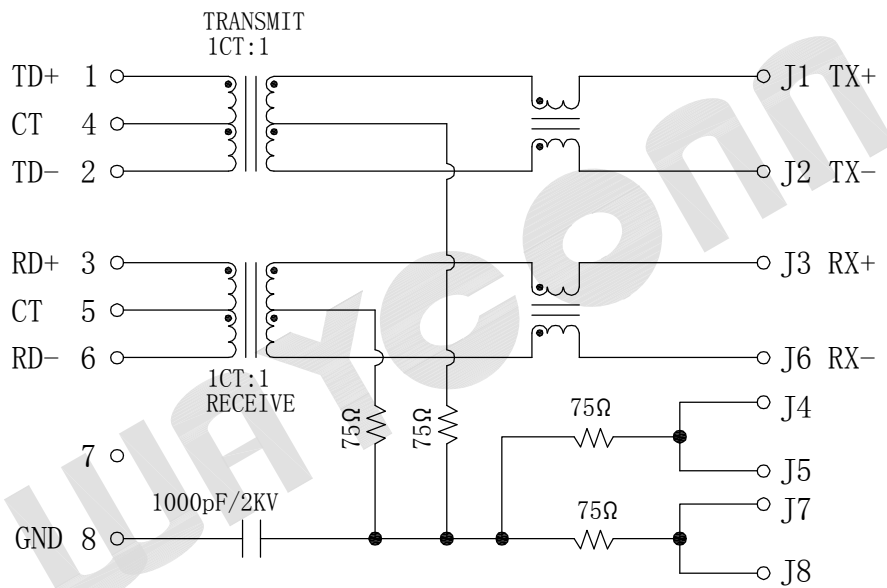 TRANSMIT
1CT:1
TD+ 1
J1 TX+
CT 4
TD- 2
J2 TX-
RD+ 3
J3 RX+
CT 5
RD- 6
J6 RX-
1CT:1
RECEIVE
75Ω
75Ω
75Ω
J4
J5
7
1000pF/2KV
75Ω
J7
GND 8
J8
WAYCONN